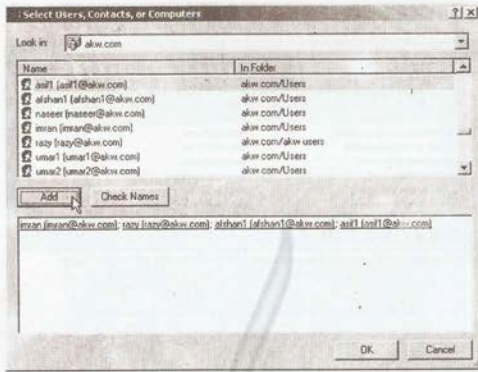 Select Users, Contacts, or Computers
Look in: akw.com
Name In Folder
asif1 (asif1@akw.com) akw.com/Users
afshan1 (afshan1@akw.com) akw.com/Users
naseer (naseer@akw.com) akw.com/Users
imran (imran@akw.com) akw.com/Users
razy (razy@akw.com) akw.com/akw users
umar1 (umar1@akw.com) akw.com/Users
umar2 (umar2@akw.com) akw.com/Users
Add Check Names
imran (imran@akw.com); razy (razy@akw.com); afshan1 (afshan1@akw.com); asif1 (asif1@akw.com)
OK Cancel